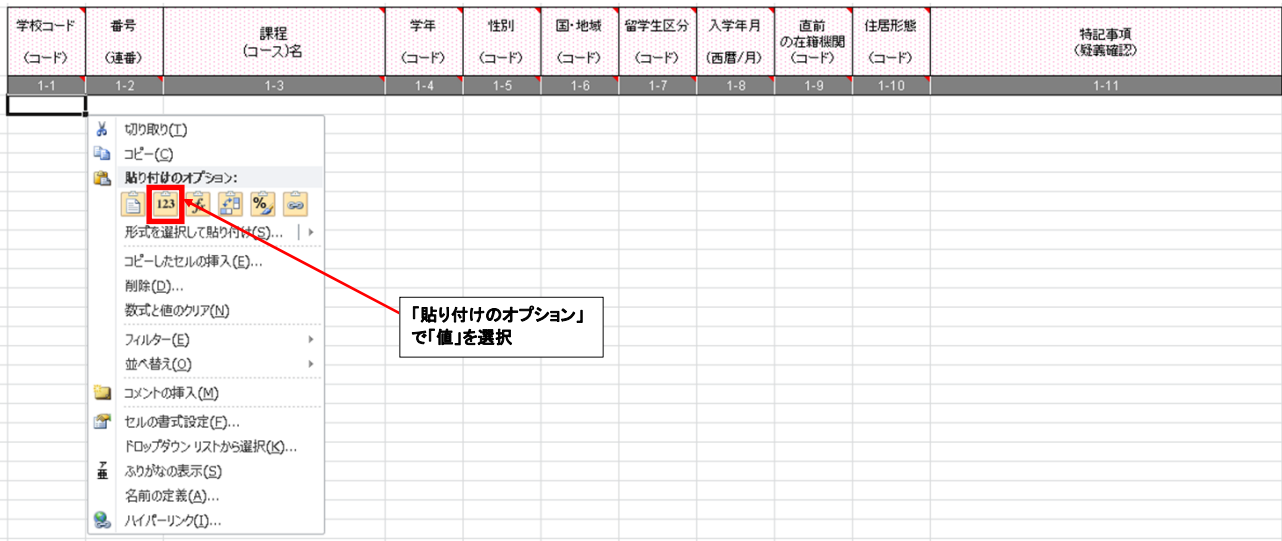 学校コード
（コード）
番号
（連番）
課程
（コース）名
学年
（コード）
性別
（コード）
国・地域
（コード）
留学生区分
（コード）
入学年月
（西暦/月）
直前
の在籍機関
（コード）
住居形態
（コード）
特記事項
（疑義確認）
1-1 1-2 1-3 1-4 1-5 1-6 1-7 1-8 1-9 1-10 1-11
切り取り(T)
コピー(C)
貼り付けのオプション:
123 fx %
形式を選択して貼り付け(S)...
コピーしたセルの挿入(E)...
削除(D)...
数式と値のクリア(N)
フィルター(E)
並べ替え(O)
コメントの挿入(M)
セルの書式設定(F)...
ドロップダウン リストから選択(K)...
ア亜 ふりがなの表示(S)
名前の定義(A)...
ハイパーリンク(I)...
「貼り付けのオプション」
で「値」を選択